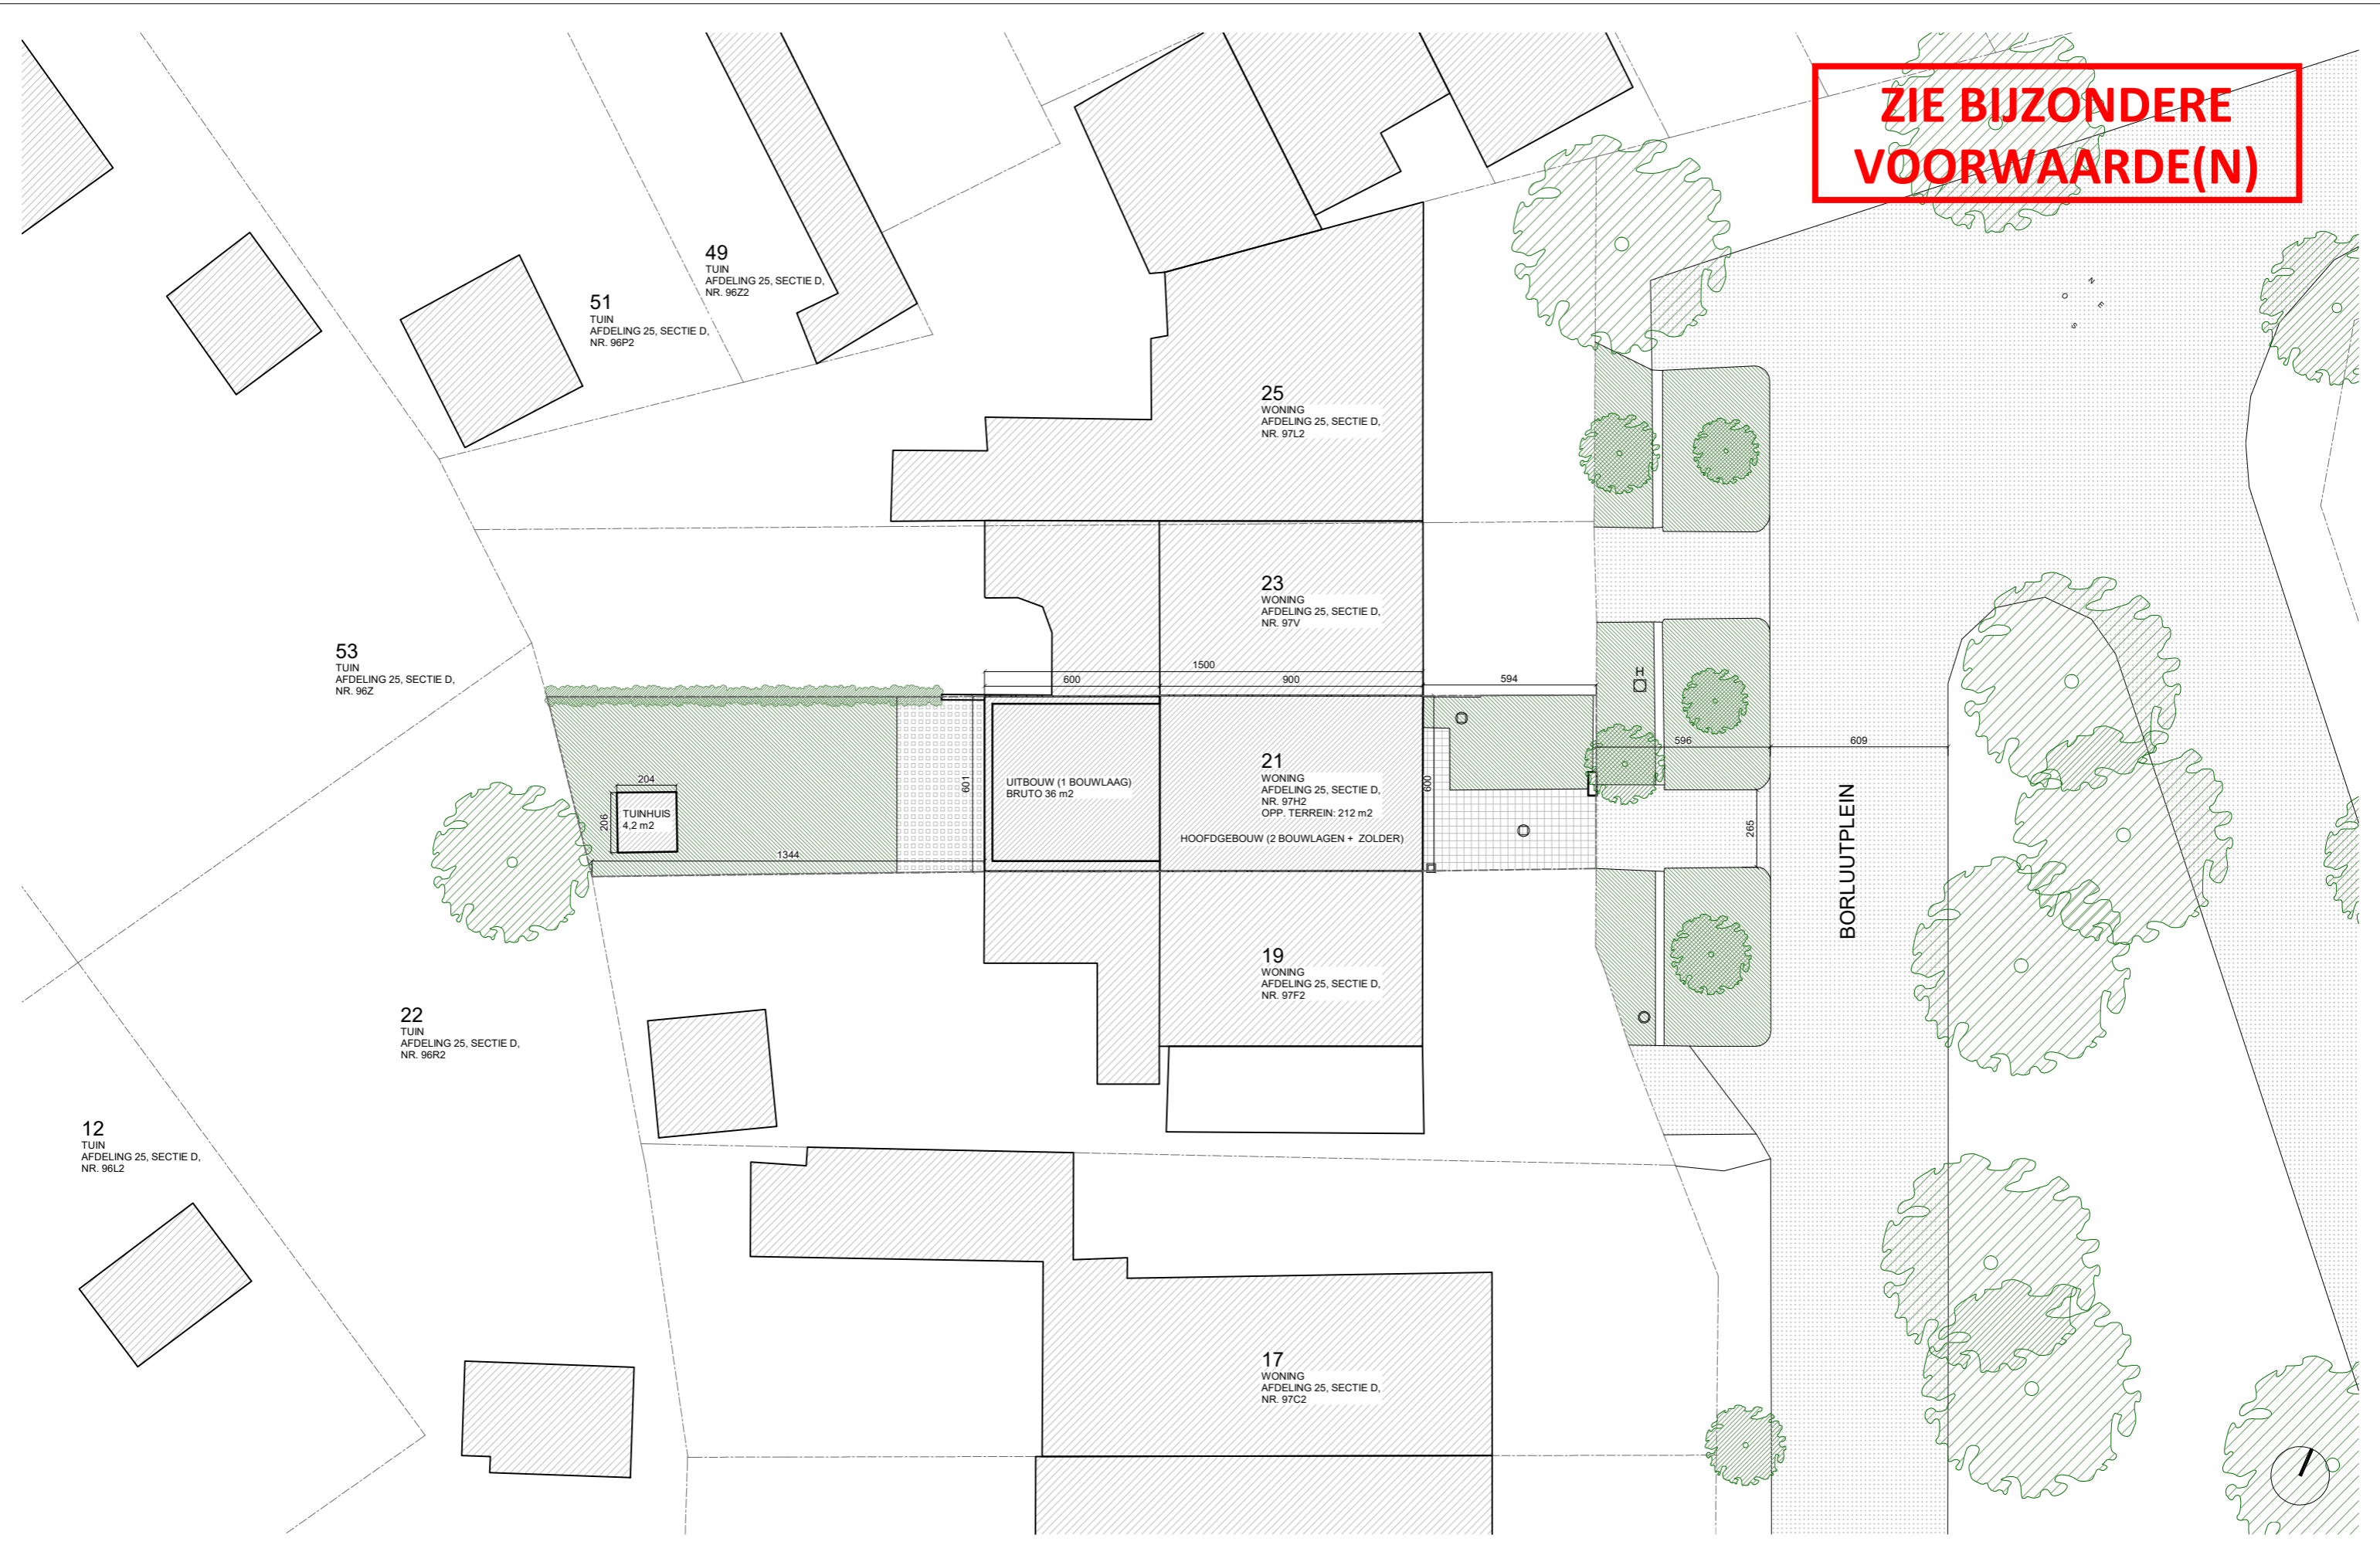 ZIE BIJZONDERE
VOORWAARDE(N)
N
O
E
S
49
TUIN
AFDELING 25, SECTIE D,
NR. 96Z2
51
TUIN
AFDELING 25, SECTIE D,
NR. 96P2
25
WONING
AFDELING 25, SECTIE D,
NR. 97L2
23
WONING
AFDELING 25, SECTIE D,
NR. 97V
53
TUIN
AFDELING 25, SECTIE D,
NR. 96Z
1500
600
900
594
H
596
609
204
206
TUINHUIS
4,2 m2
1344
601
UITBOUW (1 BOUWLAAG)
BRUTO 36 m2
21
WONING
AFDELING 25, SECTIE D,
NR. 97H2
OPP. TERREIN: 212 m2
HOOFDGEBOUW (2 BOUWLAGEN + ZOLDER)
600
265
BORLUUTPLEIN
19
WONING
AFDELING 25, SECTIE D,
NR. 97F2
22
TUIN
AFDELING 25, SECTIE D,
NR. 96R2
12
TUIN
AFDELING 25, SECTIE D,
NR. 96L2
17
WONING
AFDELING 25, SECTIE D,
NR. 97C2